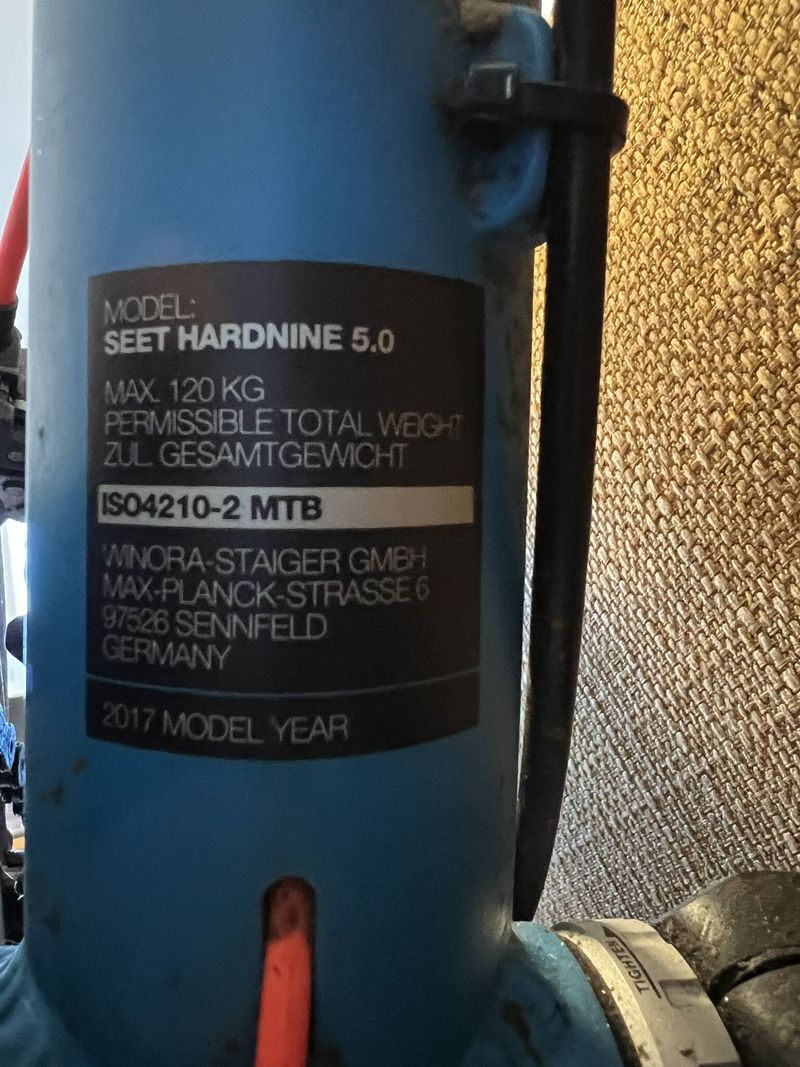 MODEL:
SEET HARDNINE 5.0
MAX. 120 KG
PERMISSIBLE TOTAL WEIGHT
ZUL. GESAMTGEWICHT
ISO4210-2 MTB
WINORA-STAIGER GMBH
MAX-PLANCK-STRASSE 6
97526 SENNFELD
GERMANY
2017 MODEL YEAR
TIGHTEN